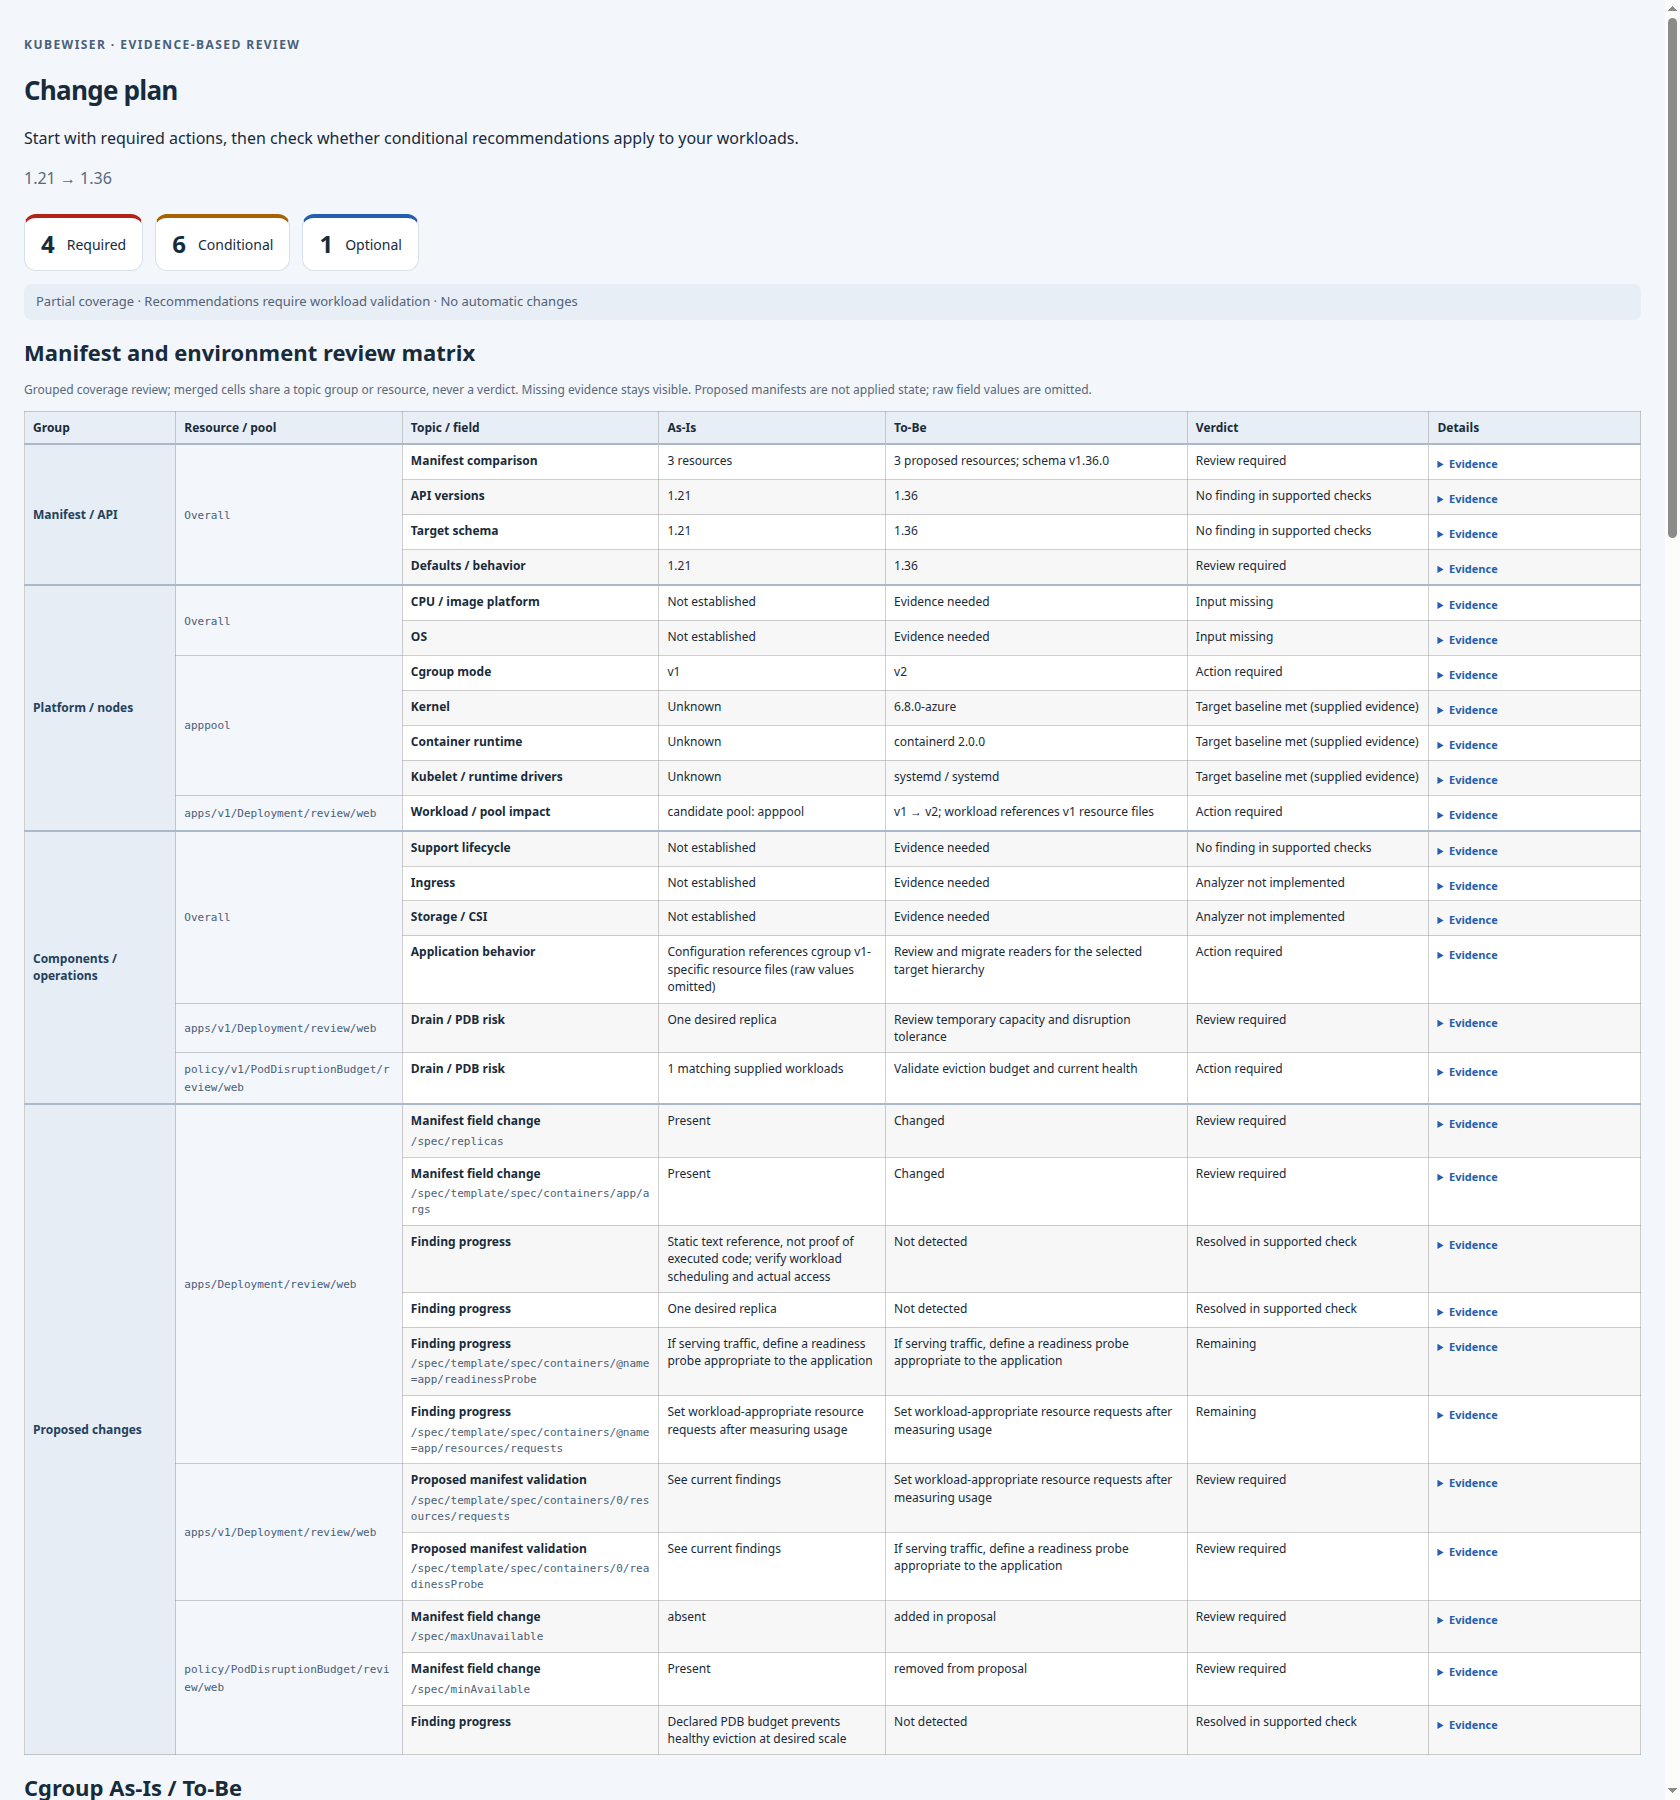 KUBEWISER · EVIDENCE-BASED REVIEW
Change plan
Start with required actions, then check whether conditional recommendations apply to your workloads.
1.21 → 1.36
4 Required
6 Conditional
1 Optional
Partial coverage · Recommendations require workload validation · No automatic changes
Manifest and environment review matrix
Grouped coverage review; merged cells share a topic group or resource, never a verdict. Missing evidence stays visible. Proposed manifests are not applied state; raw field values are omitted.
Group Resource / pool Topic / field As-Is To-Be Verdict Details
Manifest / API
Overall
Manifest comparison 3 resources 3 proposed resources; schema v1.36.0 Review required ▶ Evidence
API versions 1.21 1.36 No finding in supported checks ▶ Evidence
Target schema 1.21 1.36 No finding in supported checks ▶ Evidence
Defaults / behavior 1.21 1.36 Review required ▶ Evidence
Platform / nodes
Overall
CPU / image platform Not established Evidence needed Input missing ▶ Evidence
OS Not established Evidence needed Input missing ▶ Evidence
apppool
Cgroup mode v1 v2 Action required ▶ Evidence
Kernel Unknown 6.8.0-azure Target baseline met (supplied evidence) ▶ Evidence
Container runtime Unknown containerd 2.0.0 Target baseline met (supplied evidence) ▶ Evidence
Kubelet / runtime drivers Unknown systemd / systemd Target baseline met (supplied evidence) ▶ Evidence
apps/v1/Deployment/review/web Workload / pool impact candidate pool: apppool v1 → v2; workload references v1 resource files Action required ▶ Evidence
Components /
operations
Overall
Support lifecycle Not established Evidence needed No finding in supported checks ▶ Evidence
Ingress Not established Evidence needed Analyzer not implemented ▶ Evidence
Storage / CSI Not established Evidence needed Analyzer not implemented ▶ Evidence
Application behavior Configuration references cgroup v1- Review and migrate readers for the selected Action required ▶ Evidence
specific resource files (raw values target hierarchy
omitted)
apps/v1/Deployment/review/web Drain / PDB risk One desired replica Review temporary capacity and disruption Review required ▶ Evidence
tolerance
policy/v1/PodDisruptionBudget/r Drain / PDB risk 1 matching supplied workloads Validate eviction budget and current health Action required ▶ Evidence
eview/web
Proposed changes
apps/Deployment/review/web
Manifest field change Present Changed Review required ▶ Evidence
/spec/replicas
Manifest field change Present Changed Review required ▶ Evidence
/spec/template/spec/containers/app/a
rgs
Finding progress Static text reference, not proof of Not detected Resolved in supported check ▶ Evidence
executed code; verify workload
scheduling and actual access
Finding progress One desired replica Not detected Resolved in supported check ▶ Evidence
Finding progress If serving traffic, define a readiness If serving traffic, define a readiness probe Remaining ▶ Evidence
/spec/template/spec/containers/@name probe appropriate to the application appropriate to the application
=app/readinessProbe
Finding progress Set workload-appropriate resource Set workload-appropriate resource requests after Remaining ▶ Evidence
/spec/template/spec/containers/@name requests after measuring usage measuring usage
=app/resources/requests
apps/v1/Deployment/review/web
Proposed manifest validation See current findings Set workload-appropriate resource requests after Review required ▶ Evidence
/spec/template/spec/containers/0/res measuring usage
ources/requests
Proposed manifest validation See current findings If serving traffic, define a readiness probe Review required ▶ Evidence
/spec/template/spec/containers/0/rea appropriate to the application
dinessProbe
policy/PodDisruptionBudget/revi
ew/web
Manifest field change absent added in proposal Review required ▶ Evidence
/spec/maxUnavailable
Manifest field change Present removed from proposal Review required ▶ Evidence
/spec/minAvailable
Finding progress Declared PDB budget prevents Not detected Resolved in supported check ▶ Evidence
healthy eviction at desired scale
Cgroup As-Is / To-Be